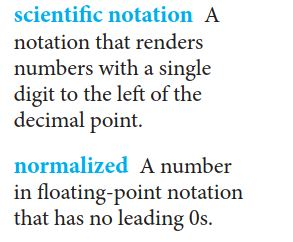 scientific notation A
notation that renders
numbers with a single
digit to the left of the
decimal point.
normalized A number
in floating-point notation
that has no leading 0s.